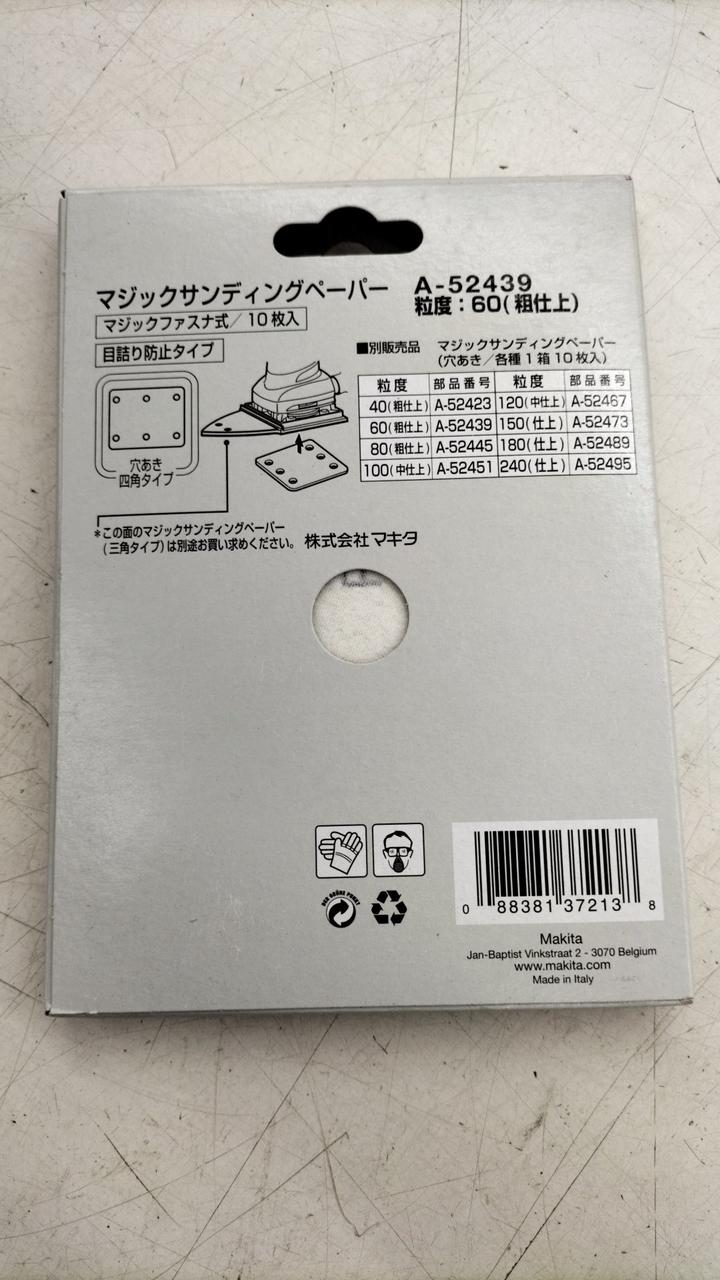 マジックサンディングペーパー A-52439
粒度：60(粗仕上)
マジックファスナ式／10枚入
目詰り防止タイプ
■別販売品 マジックサンディングペーパー
(穴あき／各種1箱10枚入)
粒度 部品番号 粒度 部品番号
40(粗仕上) A-52423 120(中仕上) A-52467
60(粗仕上) A-52439 150(仕上) A-52473
80(粗仕上) A-52445 180(仕上) A-52489
100(中仕上) A-52451 240(仕上) A-52495
穴あき
四角タイプ
＊この面のマジックサンディングペーパー
(三角タイプ)は別途お買い求めください。 株式会社マキタ
DER GRÜNE PUNKT
0 88381 37213 8
Makita
Jan-Baptist Vinkstraat 2 - 3070 Belgium
www.makita.com
Made in Italy